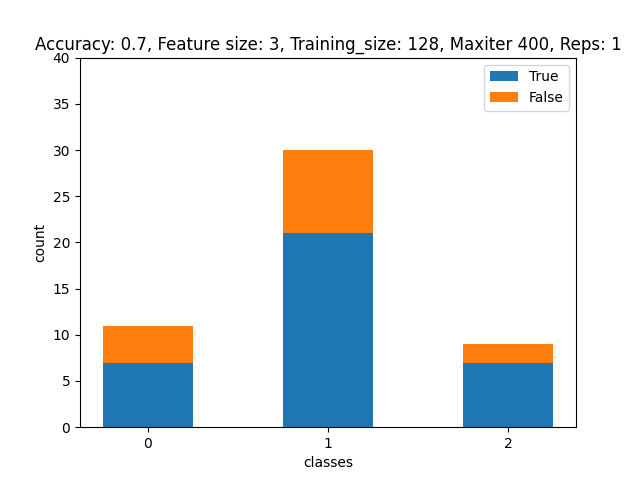 Accuracy: 0.7, Feature size: 3, Training_size: 128, Maxiter 400, Reps: 1
True
False
40
35
30
25
20
15
10
5
0
count
0 1 2
classes